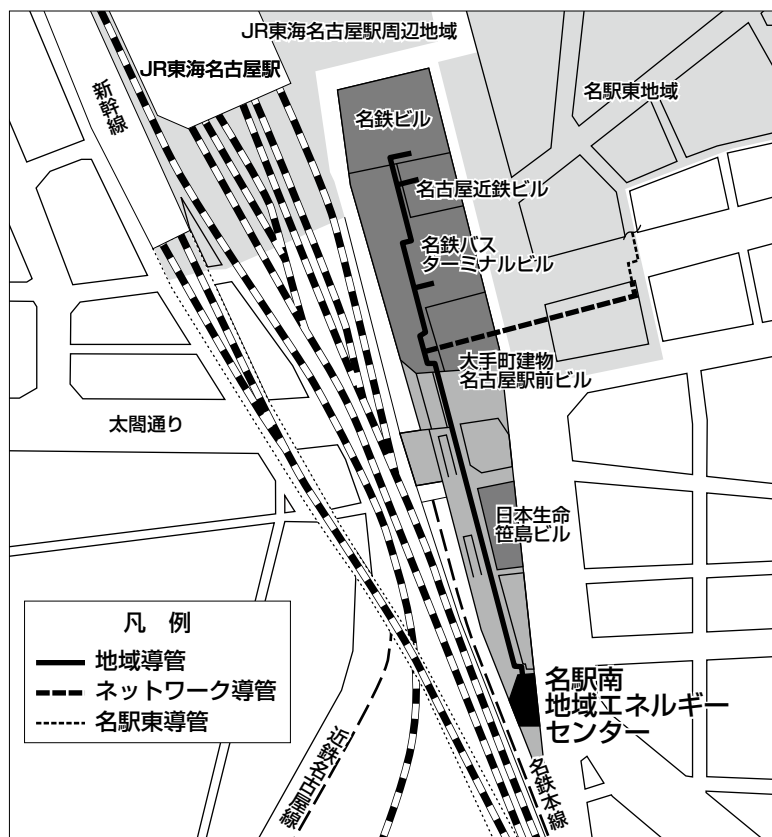 JR東海名古屋駅周辺地域
JR東海名古屋駅
新幹線
名鉄ビル
名駅東地域
名古屋近鉄ビル
名鉄バス
ターミナルビル
大手町建物
名古屋駅前ビル
太閤通り
日本生命
笹島ビル
凡 例
地域導管
ネットワーク導管
名駅東導管
名駅南
地域エネルギー
センター
近鉄名古屋線
名鉄本線